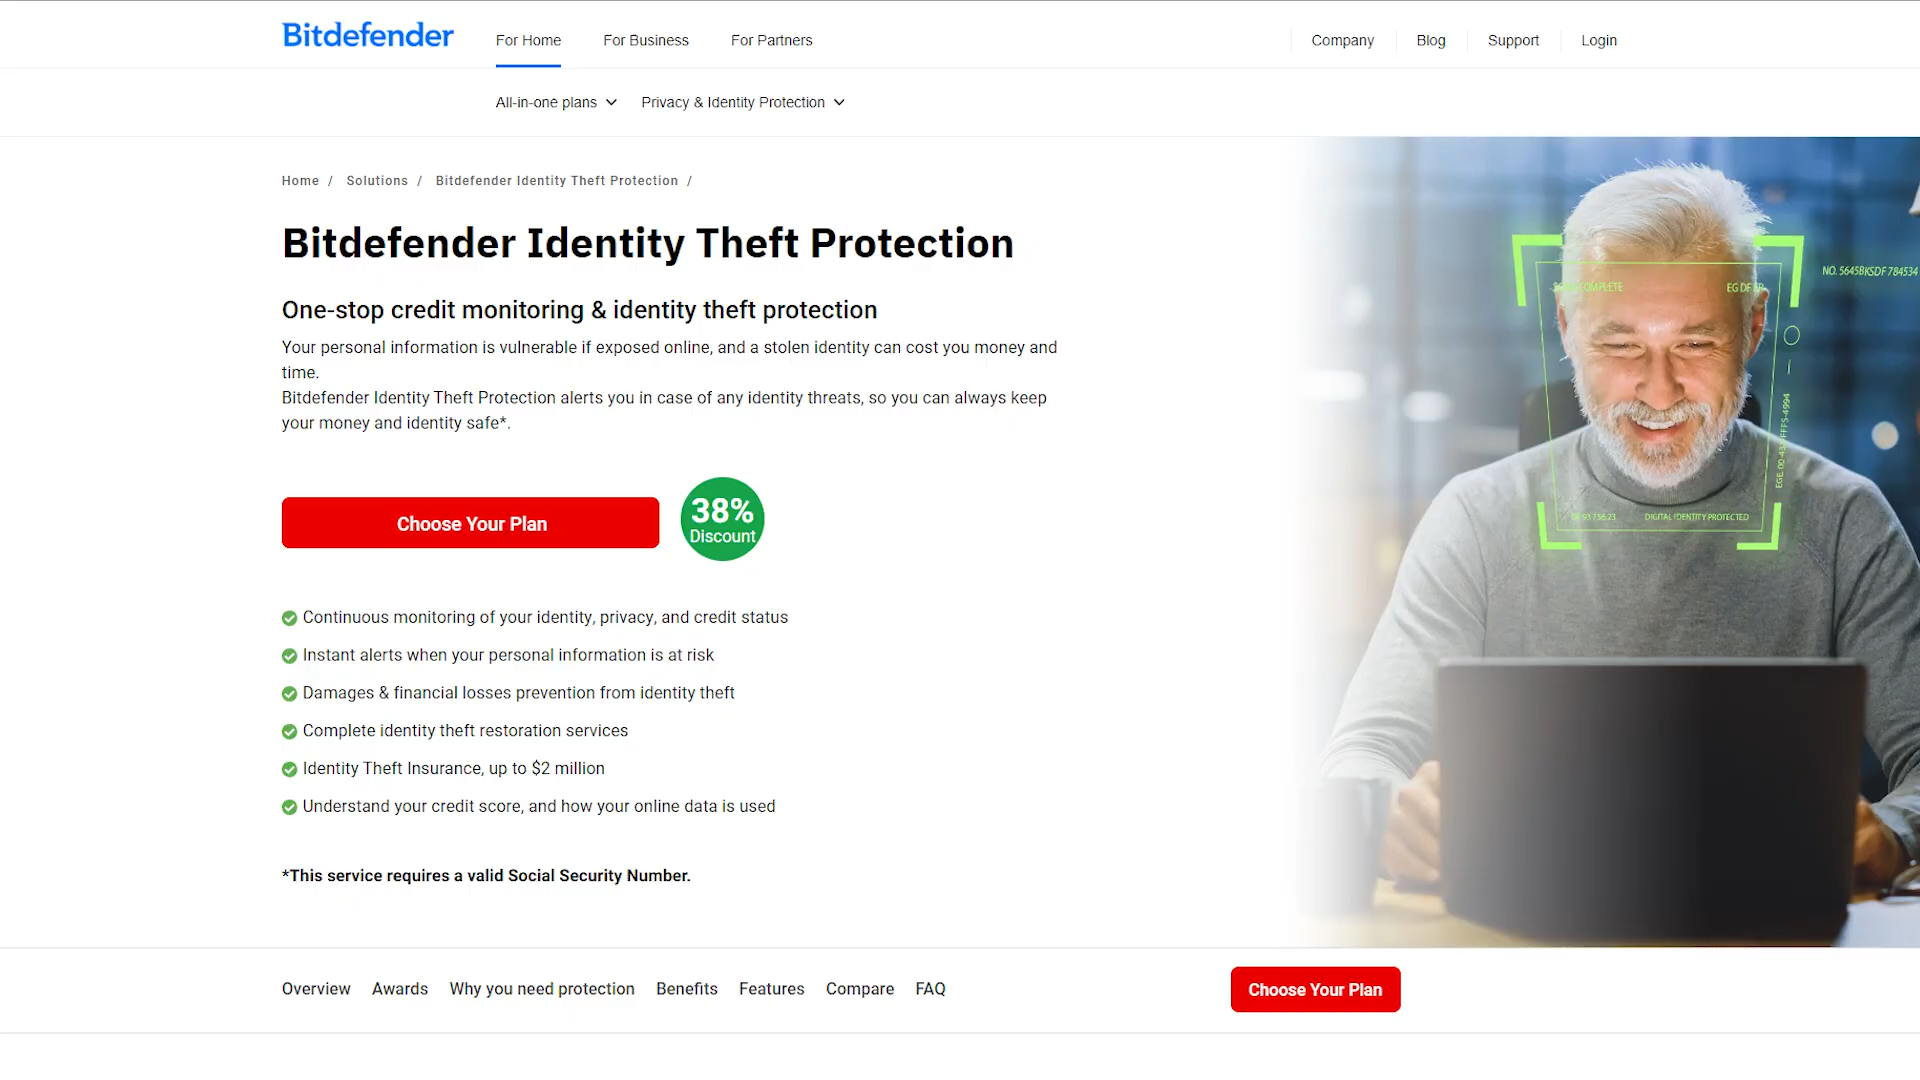 Bitdefender
For Home
For Business
For Partners
Company
Blog
Support
Login
All-in-one plans
Privacy & Identity Protection
Home / Solutions / Bitdefender Identity Theft Protection /
Bitdefender Identity Theft Protection
One-stop credit monitoring & identity theft protection
Your personal information is vulnerable if exposed online, and a stolen identity can cost you money and
time.
Bitdefender Identity Theft Protection alerts you in case of any identity threats, so you can always keep
your money and identity safe*.
Choose Your Plan
38%
Discount
Continuous monitoring of your identity, privacy, and credit status
Instant alerts when your personal information is at risk
Damages & financial losses prevention from identity theft
Complete identity theft restoration services
Identity Theft Insurance, up to $2 million
Understand your credit score, and how your online data is used
*This service requires a valid Social Security Number.
NO. 5645BKSDF 784534
DIGITAL IDENTITY PROTECTED
Overview
Awards
Why you need protection
Benefits
Features
Compare
FAQ
Choose Your Plan